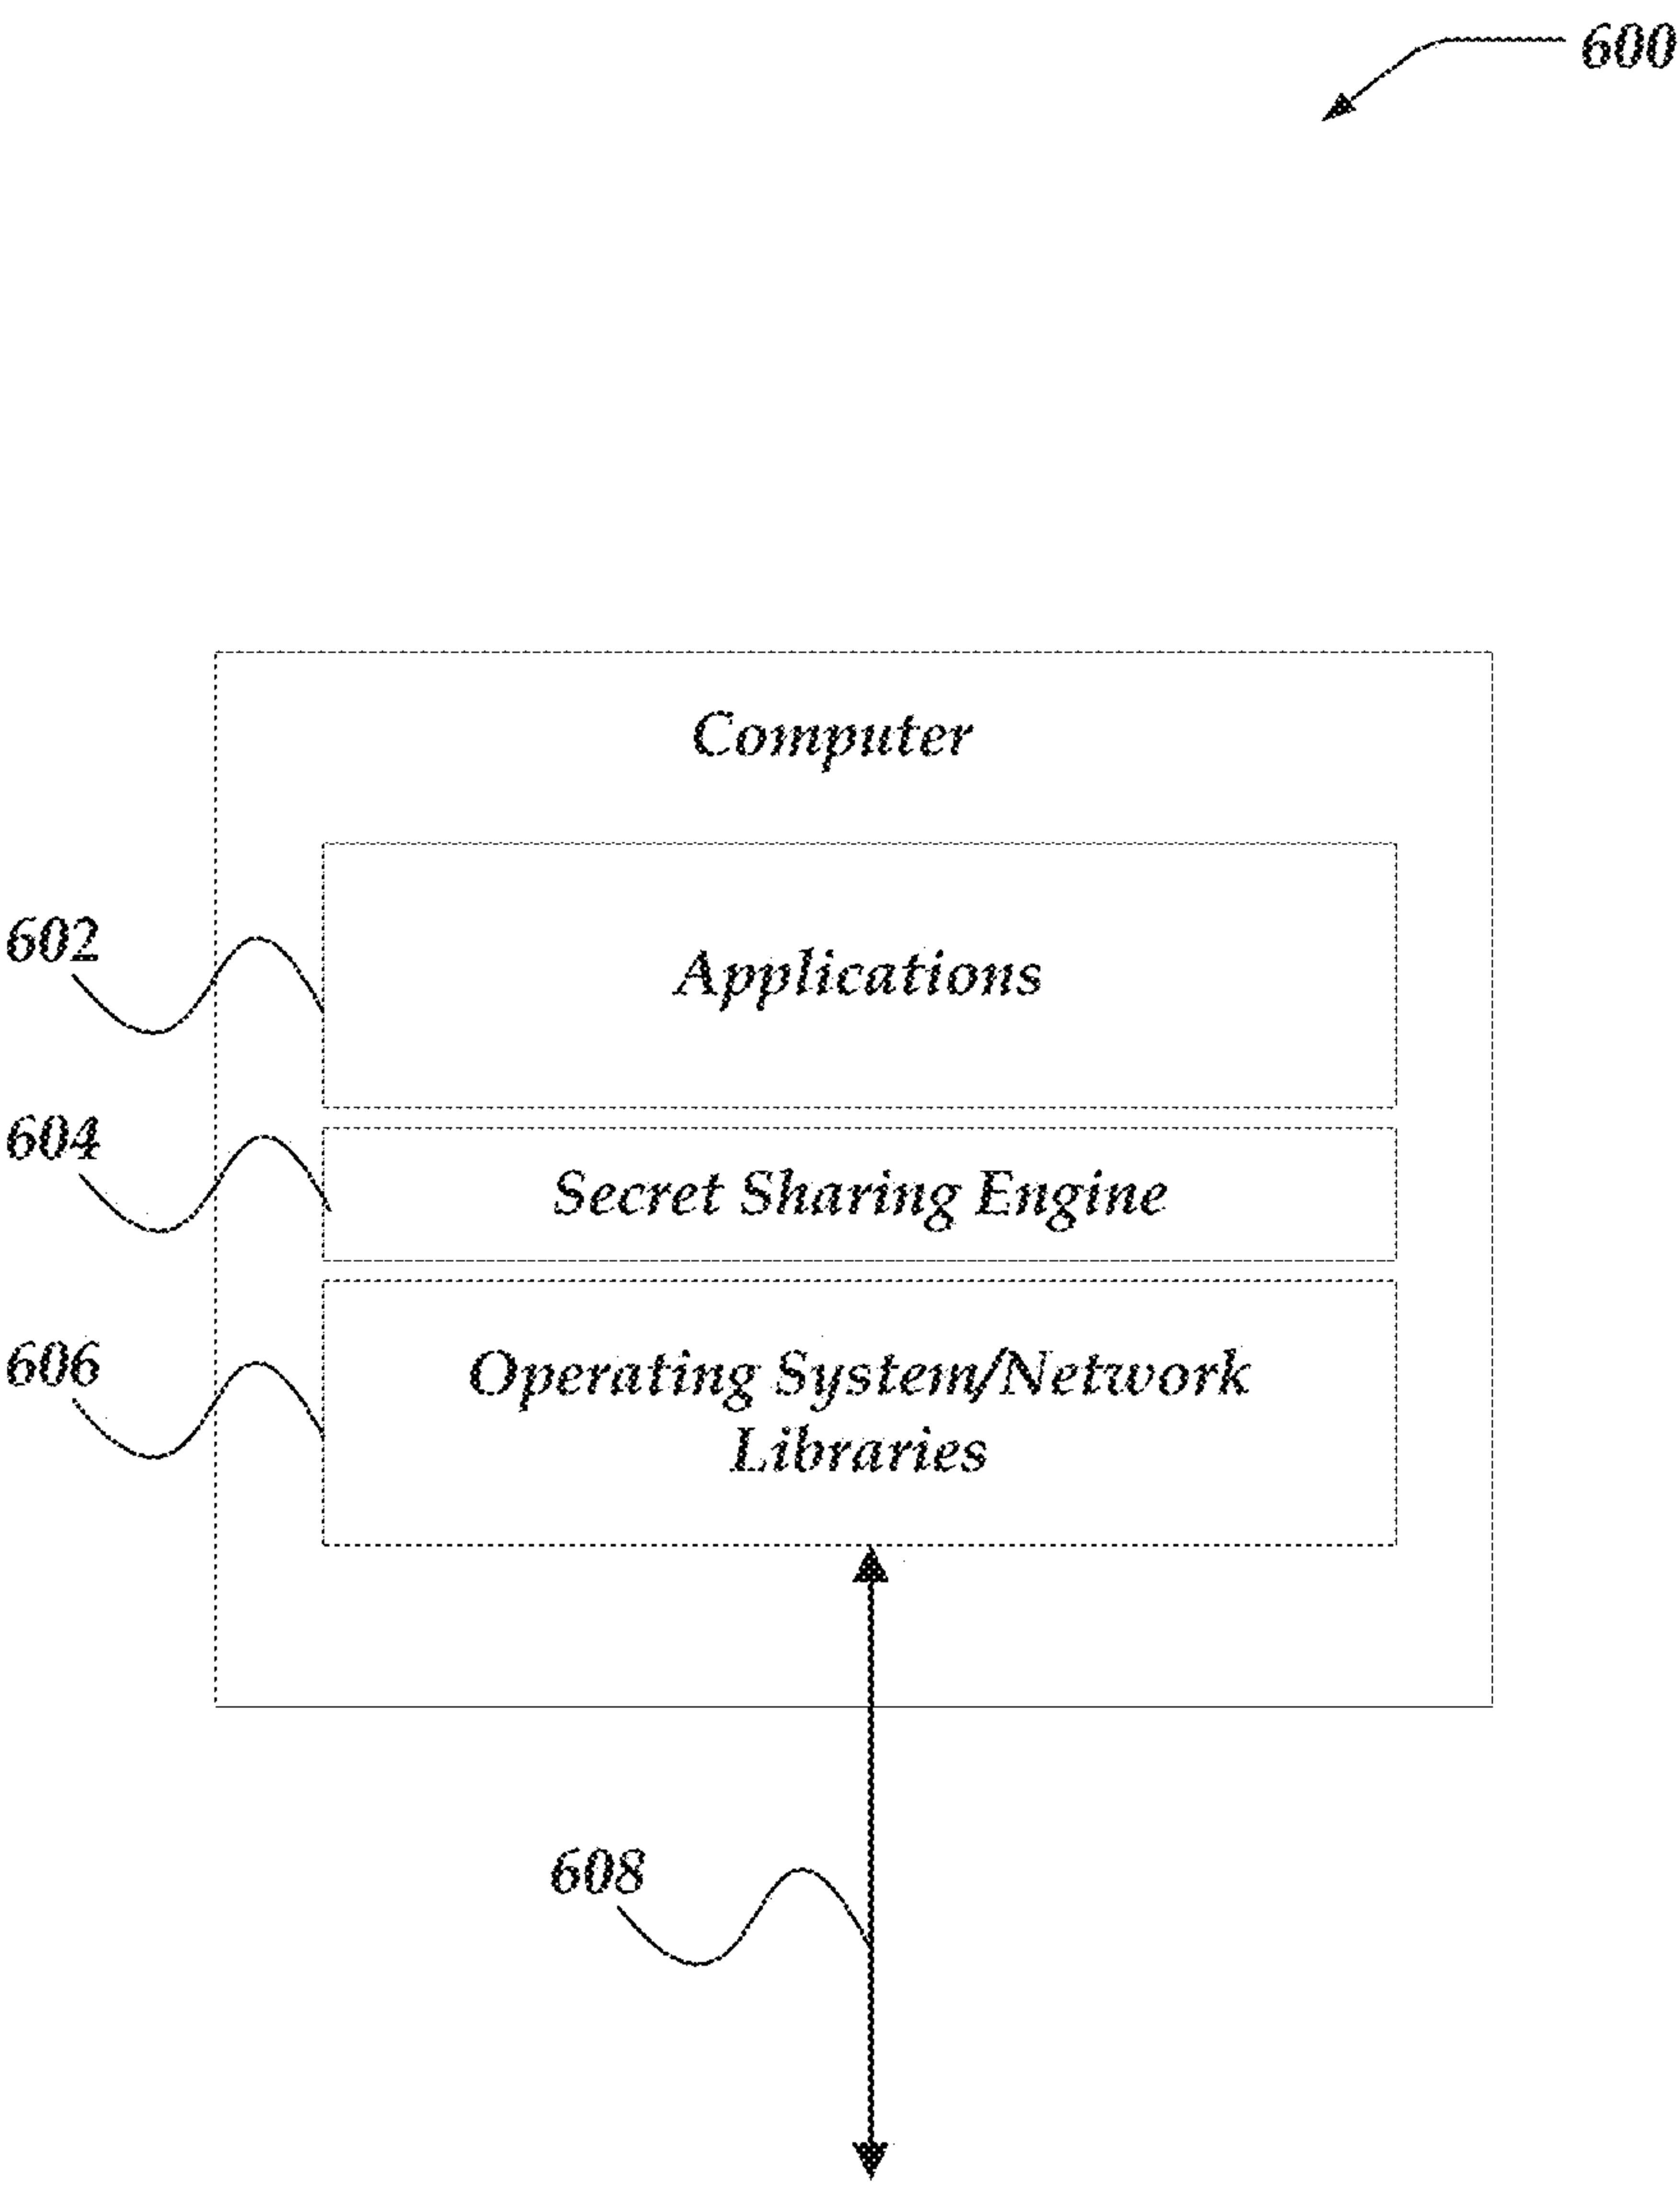 600
Computer
602
Applications
604
Secret Sharing Engine
606
Operating System/Network
Libraries
608